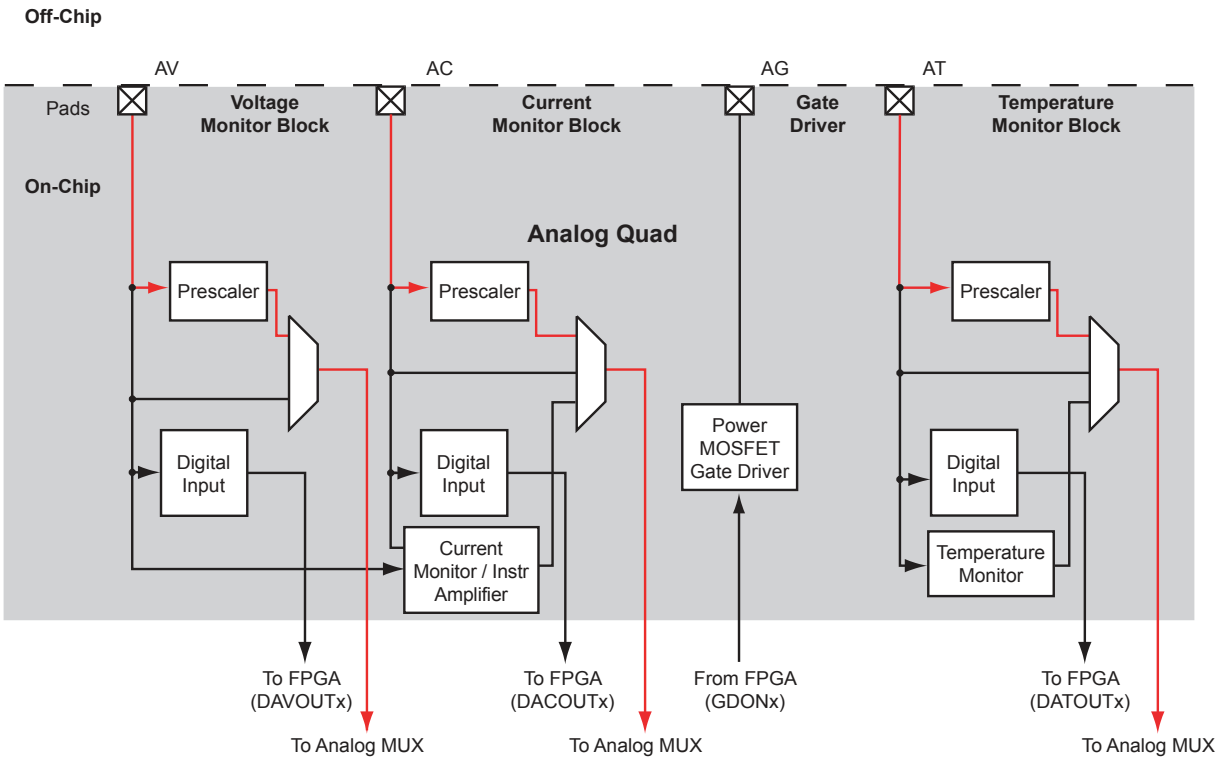 Off-Chip
AV
AC
AG
AT
Pads
Voltage
Monitor Block
Current
Monitor Block
Gate
Driver
Temperature
Monitor Block
On-Chip
Analog Quad
Prescaler
Prescaler
Prescaler
Power
MOSFET
Gate Driver
Digital
Input
Digital
Input
Digital
Input
Current
Monitor / Instr
Amplifier
Temperature
Monitor
To FPGA
(DAVOUTx)
To FPGA
(DACOUTx)
From FPGA
(GDONx)
To FPGA
(DATOUTx)
To Analog MUX
To Analog MUX
To Analog MUX